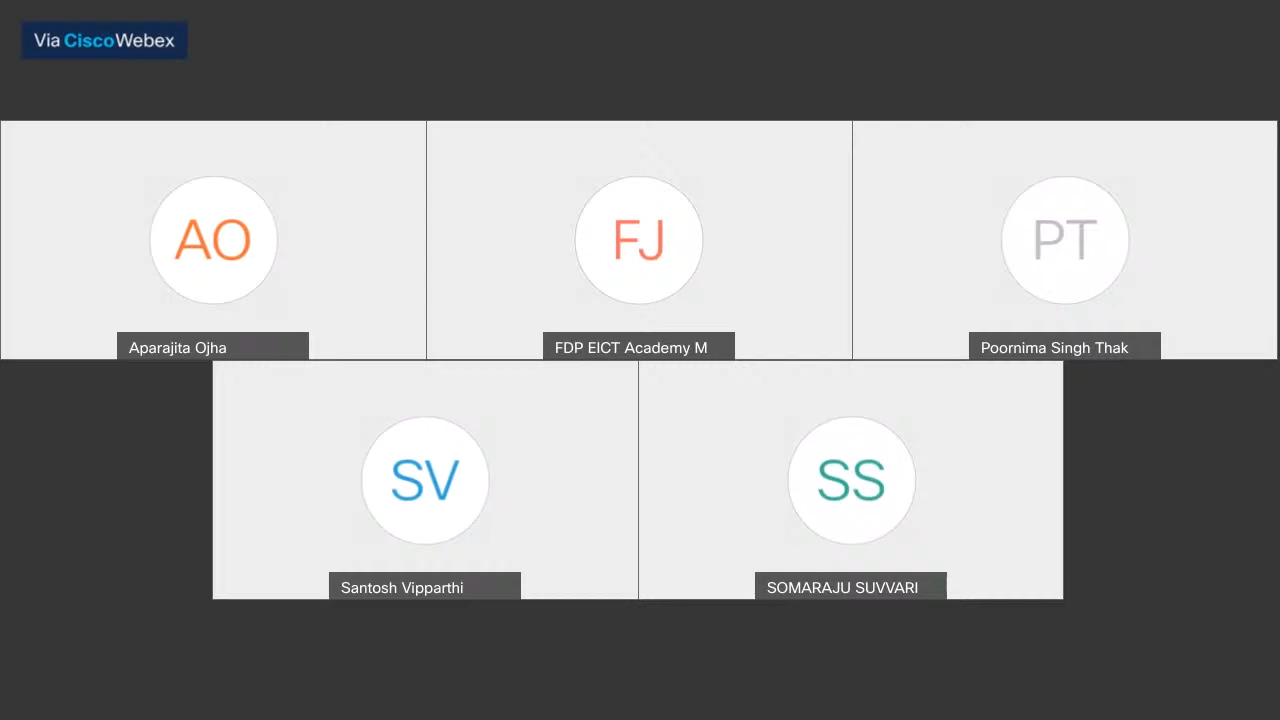 Via CiscoWebex
AO
FJ
PT
Aparajita Ojha
FDP EICT Academy M
Poornima Singh Thak
SV
SS
Santosh Vipparthi
SOMARAJU SUVVARI